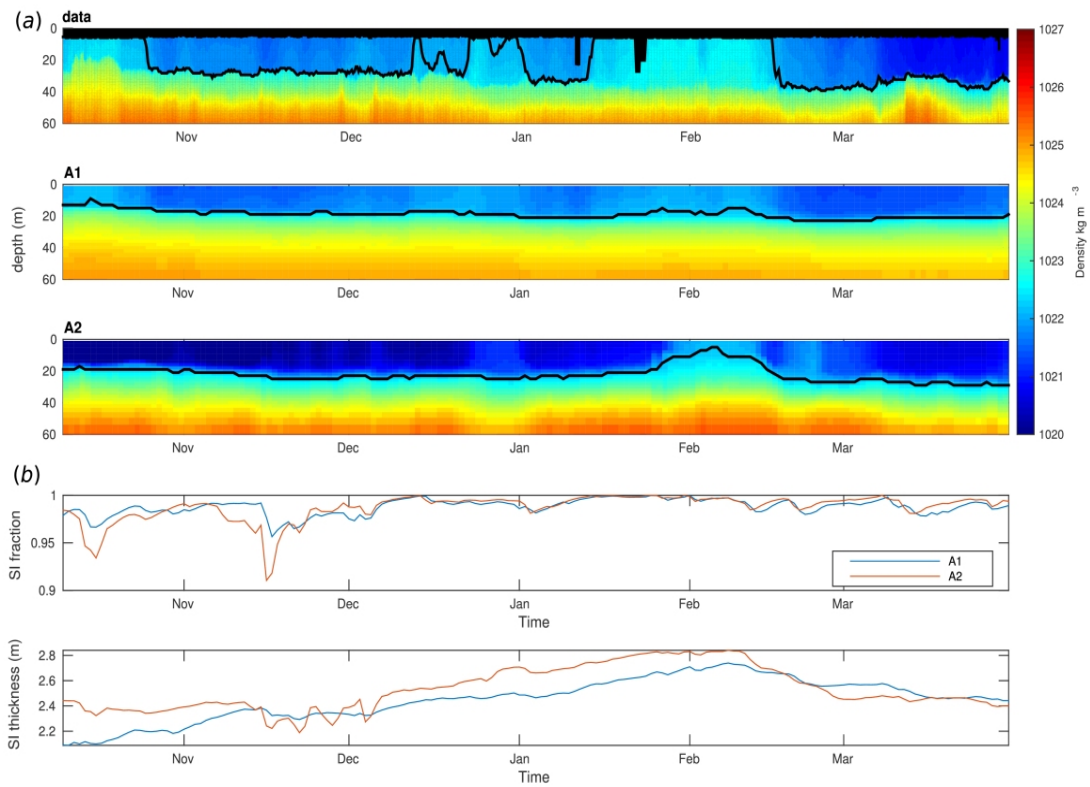 (a) data
0
20
40
60
Nov Dec Jan Feb Mar
A1
0
20
40
60
depth (m)
Nov Dec Jan Feb Mar
A2
0
20
40
60
Nov Dec Jan Feb Mar
1027
1026
1025
1024
1023
1022
1021
1020
Density kg m -3
(b)
1
0.95
0.9
SI fraction
A1
A2
Nov Dec Jan Feb Mar
Time
2.8
2.6
2.4
2.2
SI thickness (m)
Nov Dec Jan Feb Mar
Time